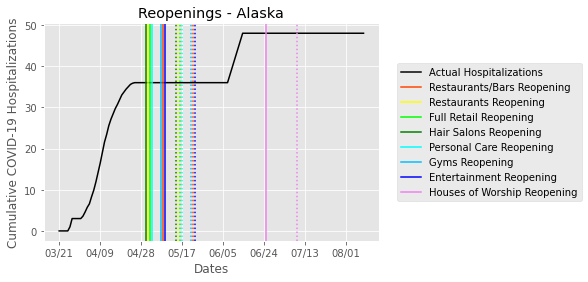 Reopenings - Alaska
Cumulative COVID-19 Hospitalizations
50
40
30
20
10
0
03/21 04/09 04/28 05/17 06/05 06/24 07/13 08/01
Dates
Actual Hospitalizations
Restaurants/Bars Reopening
Restaurants Reopening
Full Retail Reopening
Hair Salons Reopening
Personal Care Reopening
Gyms Reopening
Entertainment Reopening
Houses of Worship Reopening